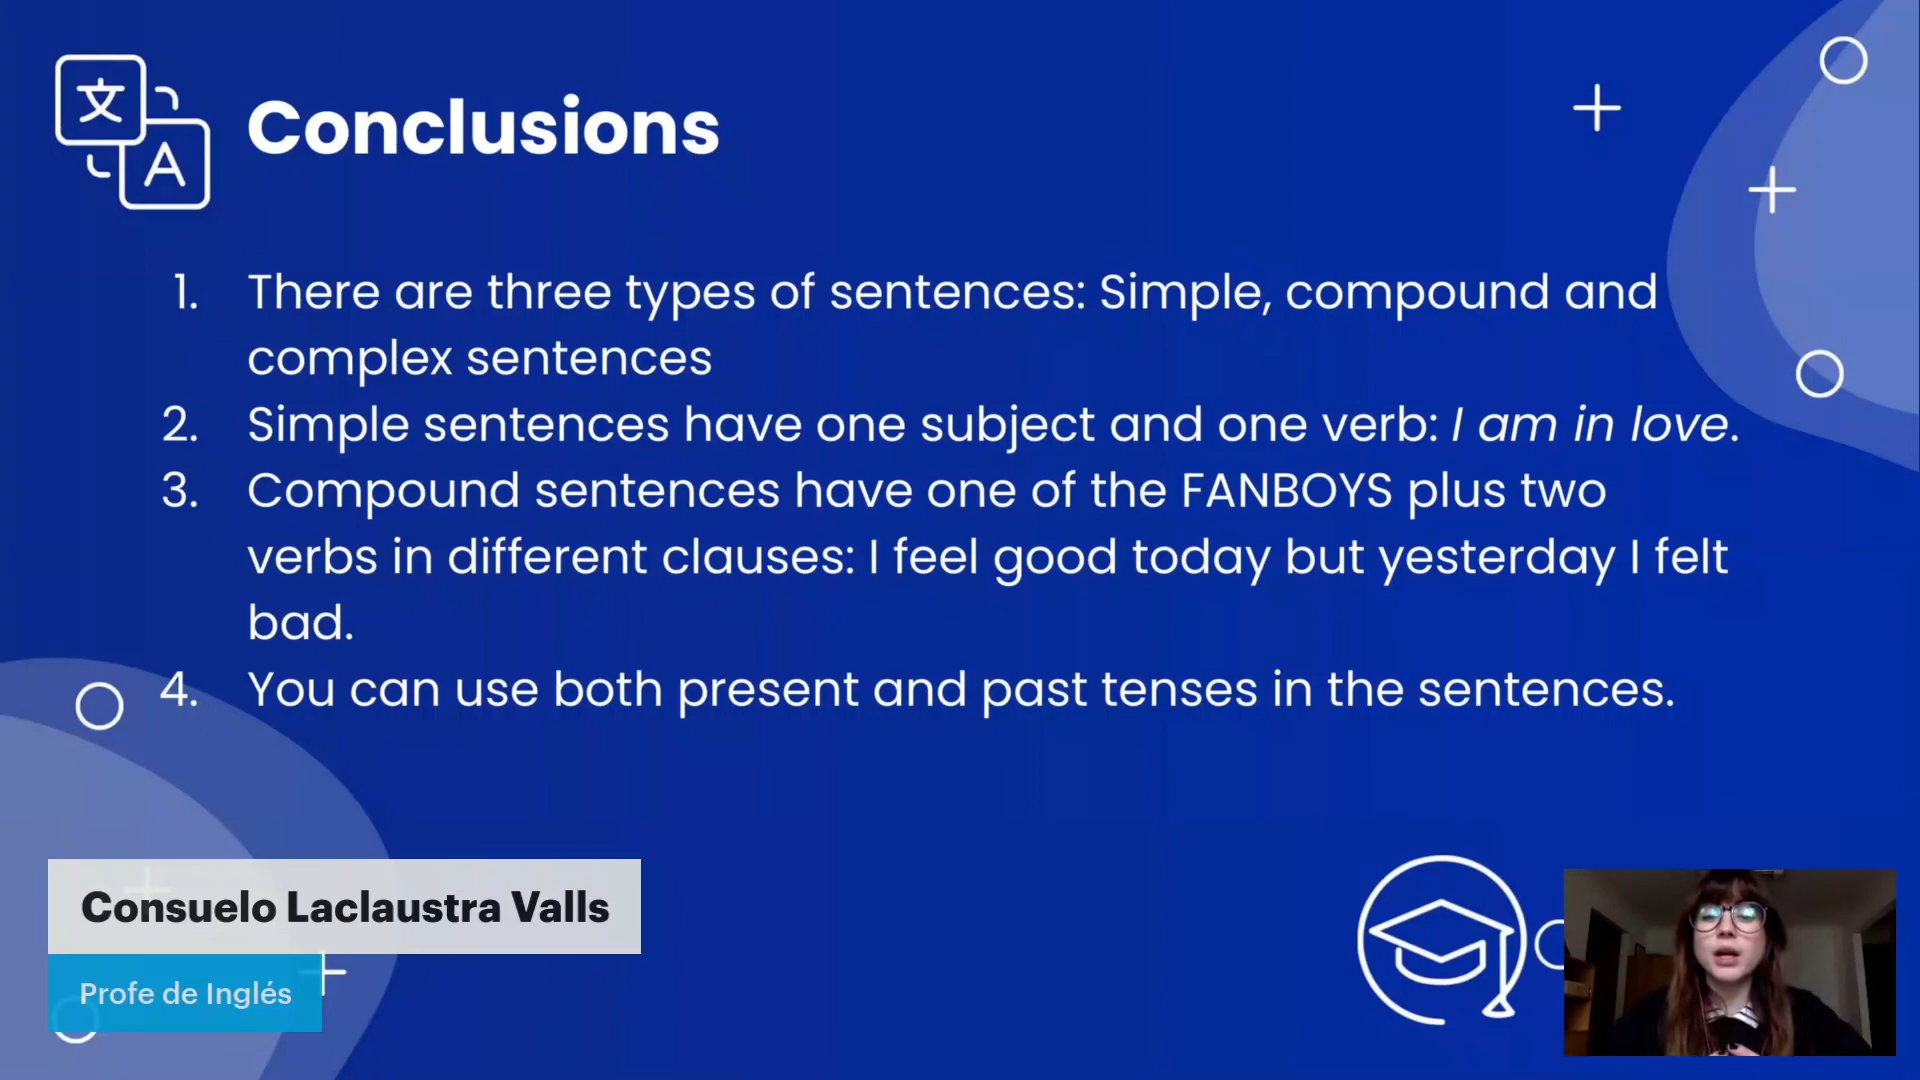 文
A
Conclusions
1. There are three types of sentences: Simple, compound and
complex sentences
2. Simple sentences have one subject and one verb: I am in love.
3. Compound sentences have one of the FANBOYS plus two
verbs in different clauses: I feel good today but yesterday I felt
bad.
4. You can use both present and past tenses in the sentences.
Consuelo Laclaustra Valls
Profe de Inglés